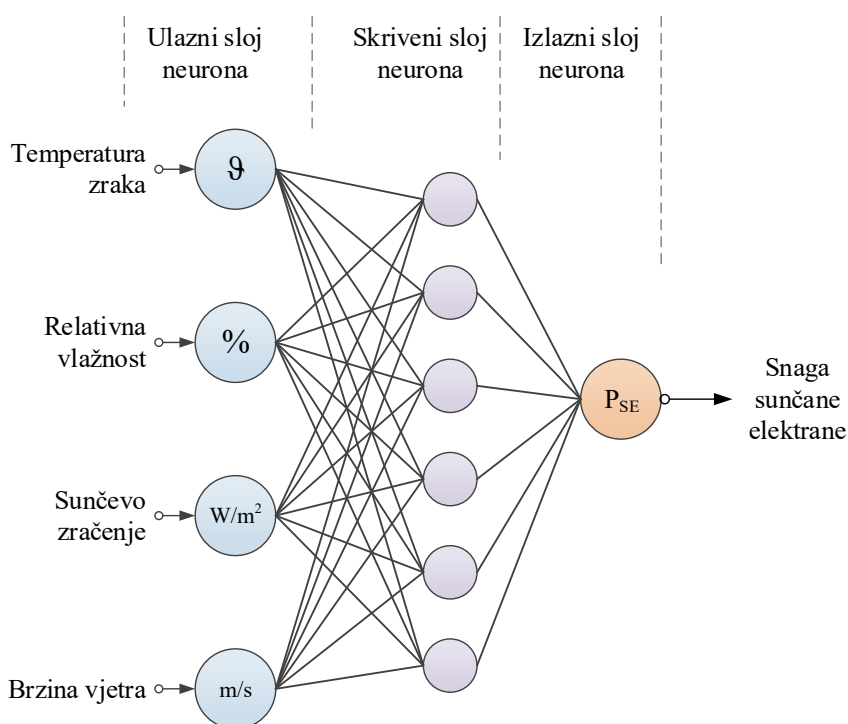 Ulazni sloj
neurona
Skriveni sloj
neurona
Izlazni sloj
neurona
Temperatura
zraka
ϑ
Relativna
vlažnost
%
Sunčevo
zračenje
W/m²
Brzina vjetra
m/s
P_SE
Snaga
sunčane
elektrane